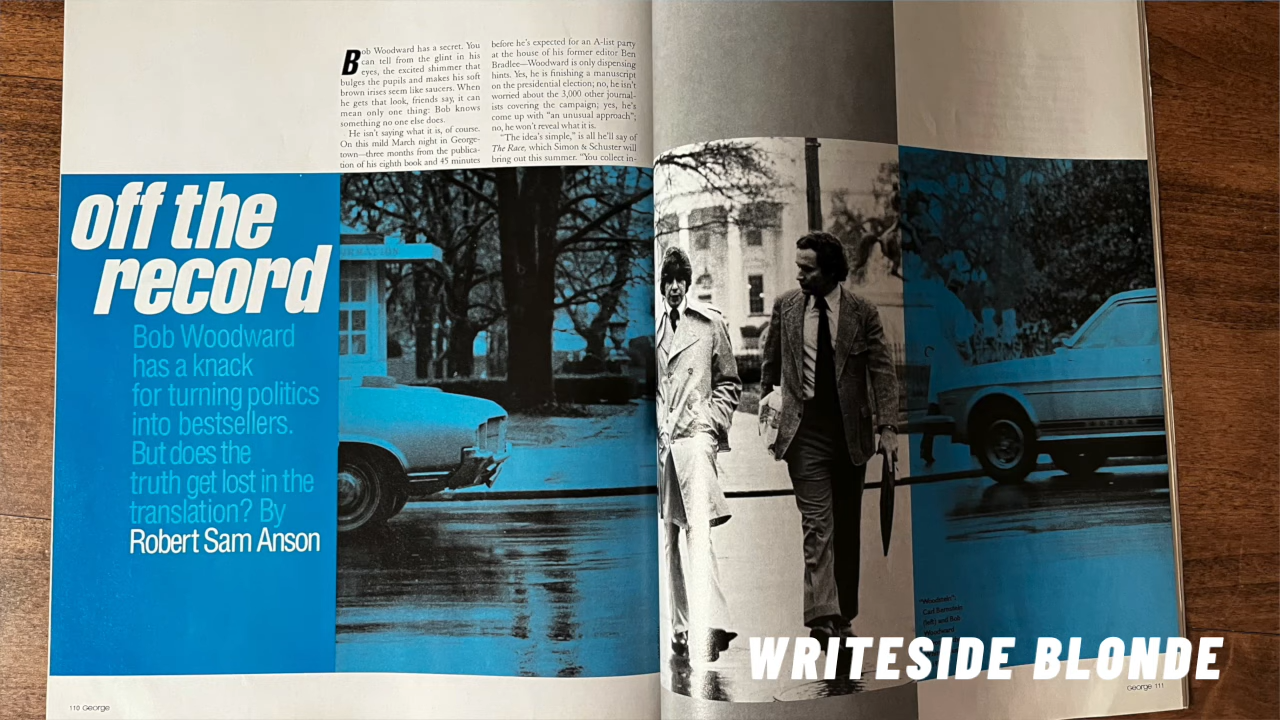 Bob Woodward has a secret. You
can tell from the glint in his
eyes, the excited shimmer that
bulges the pupils and makes his soft
brown irises seem like saucers. When
he gets that look, friends say, it can
mean only one thing: Bob knows
something no one else does.
He isn't saying what it is, of course.
On this mild March night in George-
town—three months from the publica-
tion of his eighth book and 45 minutes
before he's expected for an A-list party
at the house of his former editor Ben
Bradlee—Woodward is only dispensing
hints. Yes, he is finishing a manuscript
on the presidential election; no, he isn't
worried about the 3,000 other journal-
ists covering the campaign; yes, he's
come up with "an unusual approach";
no, he won't reveal what it is.
"The idea's simple," is all he'll say of
The Race, which Simon & Schuster will
bring out this summer. "You collect in-
off the
record
Bob Woodward
has a knack
for turning politics
into bestsellers.
But does the
truth get lost in the
translation? By
Robert Sam Anson
Carl Bernstein
(left) and Bob
Woodward
WRITESIDE BLONDE
110 George
George 111